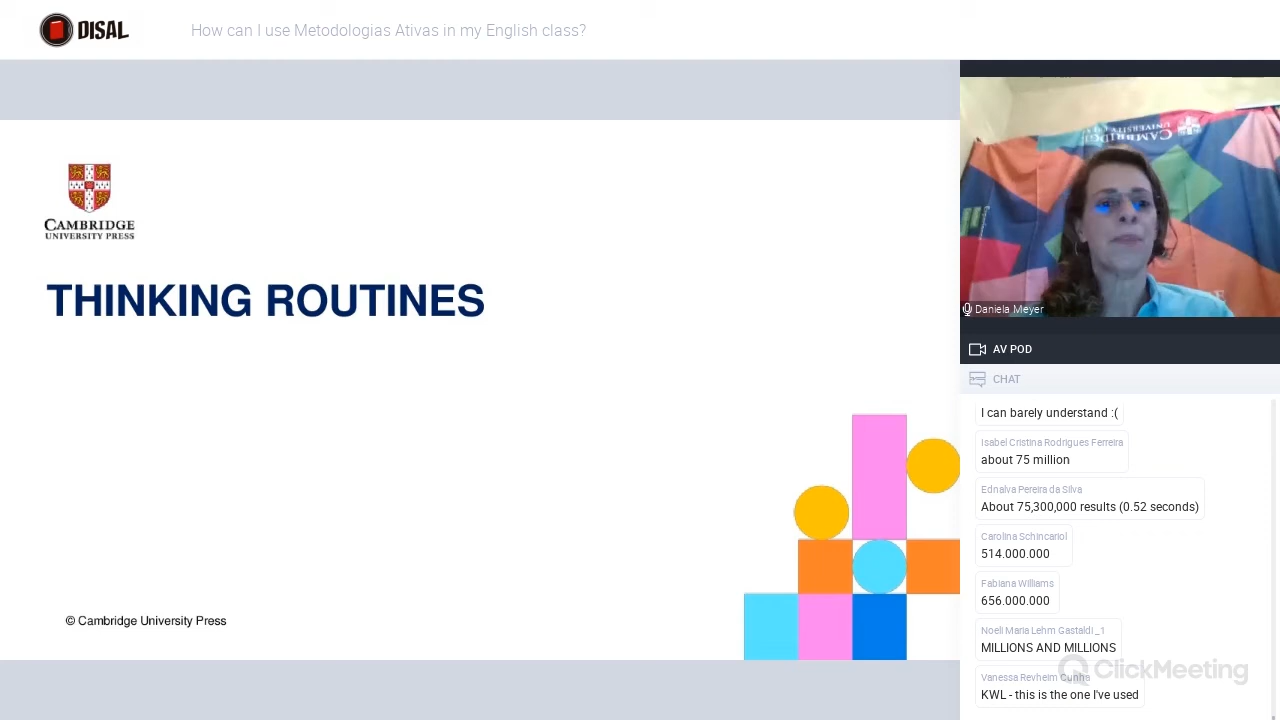 DISAL
How can I use Metodologias Ativas in my English class?
CAMBRIDGE
UNIVERSITY PRESS
THINKING ROUTINES
© Cambridge University Press
CAMBRIDGE
Daniela Meyer
AV POD
CHAT
I can barely understand :(
Isabel Cristina Rodrigues Ferreira
about 75 million
Ednalva Pereira da Silva
About 75,300,000 results (0.52 seconds)
Carolina Schincariol
514.000.000
Fabiana Williams
656.000.000
Noeli Maria Lehm Gastaldi _1
MILLIONS AND MILLIONS
ClickMeeting
Vanessa Revheim Cunha
KWL - this is the one I've used